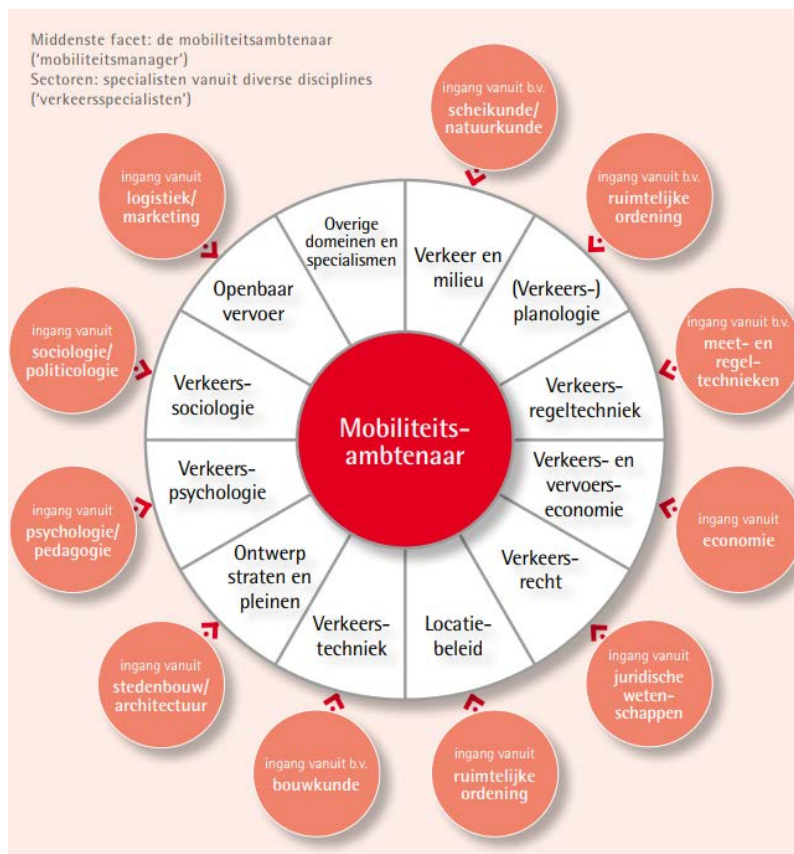 Middenste facet: de mobiliteitsambtenaar
('mobiliteitsmanager')
Sectoren: specialisten vanuit diverse disciplines
('verkeersspecialisten')
ingang vanuit b.v.
scheikunde/
natuurkunde
ingang vanuit b.v.
ruimtelijke
ordening
ingang vanuit b.v.
meet- en
regel-
technieken
ingang vanuit
economie
ingang vanuit
juridische
weten-
schappen
ingang vanuit
ruimtelijke
ordening
ingang vanuit b.v.
bouwkunde
ingang vanuit
stedenbouw/
architectuur
ingang vanuit
psychologie/
pedagogie
ingang vanuit
sociologie/
politicologie
ingang vanuit
logistiek/
marketing
Overige
domeinen en
specialismen
Verkeer en
milieu
(Verkeers-)
planologie
Verkeers-
regeltechniek
Verkeers- en
vervoers-
economie
Verkeers-
recht
Locatie-
beleid
Verkeers-
techniek
Ontwerp
straten en
pleinen
Verkeers-
psychologie
Verkeers-
sociologie
Openbaar
vervoer
Mobiliteits-
ambtenaar